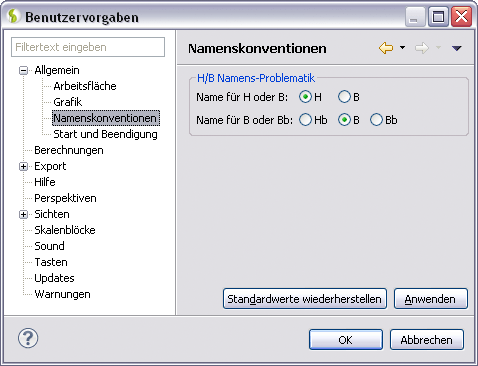 Benutzervorgaben
Filtertext eingeben
Namenskonventionen
Allgemein
Arbeitsfläche
Grafik
Namenskonventionen
Start und Beendigung
Berechnungen
Export
Hilfe
Perspektiven
Sichten
Skalenblöcke
Sound
Tasten
Updates
Warnungen
H/B Namens-Problematik
Name für H oder B: H B
Name für B oder Bb: Hb B Bb
Standardwerte wiederherstellen Anwenden
? OK Abbrechen